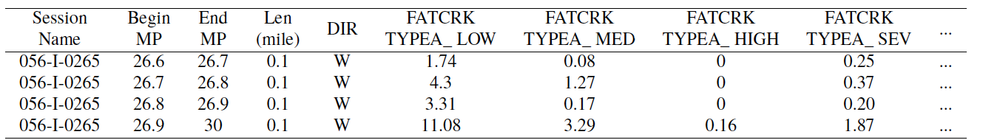 Session Name Begin MP End MP Len (mile) DIR FATCRK TYPEA_ LOW FATCRK TYPEA_ MED FATCRK TYPEA_ HIGH FATCRK TYPEA_ SEV ...
056-I-0265 26.6 26.7 0.1 W 1.74 0.08 0 0.25 ...
056-I-0265 26.7 26.8 0.1 W 4.3 1.27 0 0.37 ...
056-I-0265 26.8 26.9 0.1 W 3.31 0.17 0 0.20 ...
056-I-0265 26.9 30 0.1 W 11.08 3.29 0.16 1.87 ...